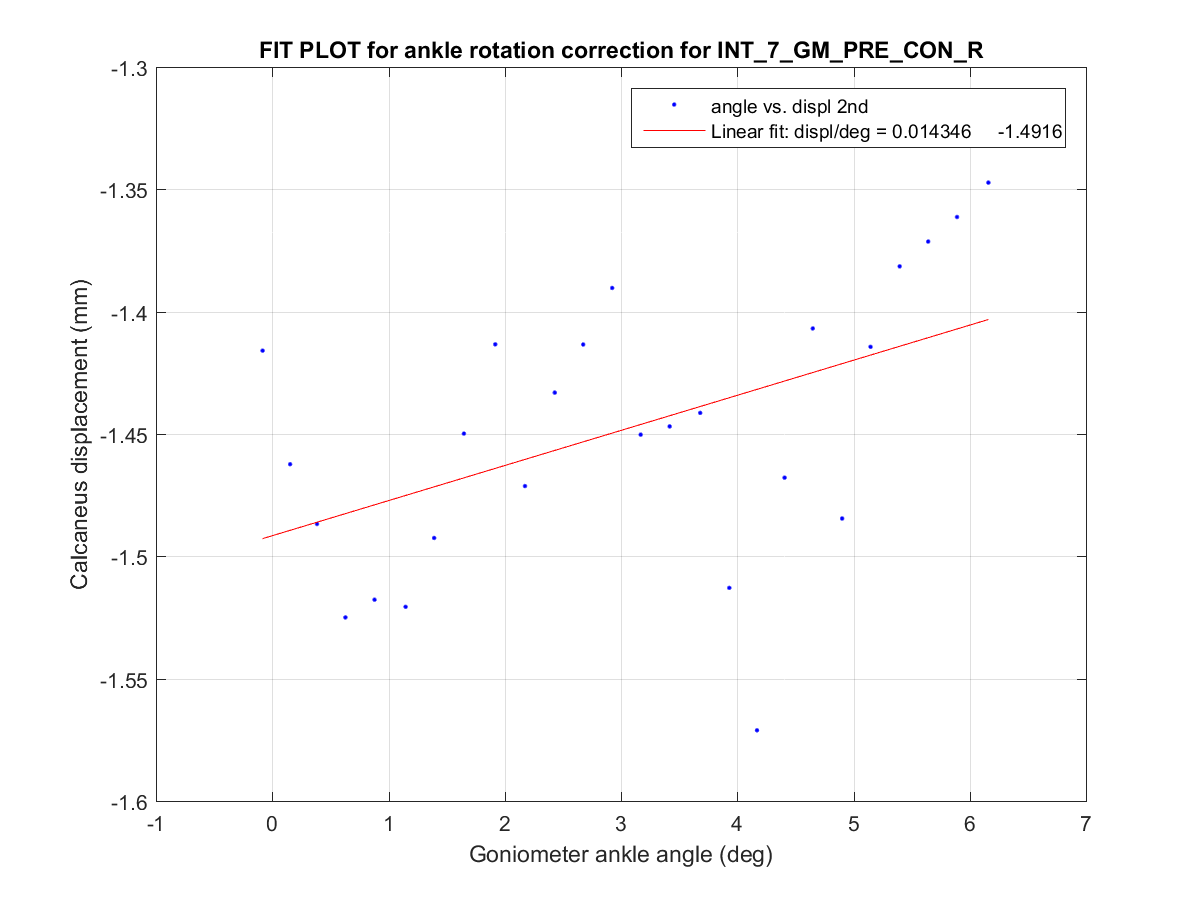 FIT PLOT for ankle rotation correction for INT_7_GM_PRE_CON_R
-1.3
-1.35
-1.4
-1.45
-1.5
-1.55
-1.6
Calcaneus displacement (mm)
angle vs. displ 2nd
Linear fit: displ/deg = 0.014346 -1.4916
-1 0 1 2 3 4 5 6 7
Goniometer ankle angle (deg)